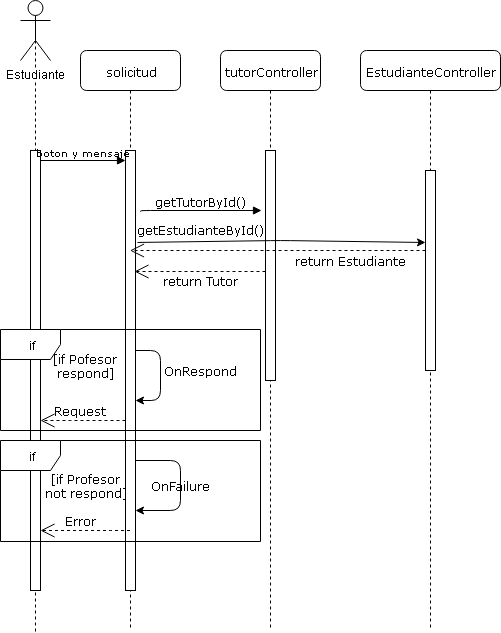 Estudiante
solicitud
tutorController
EstudianteController
boton y mensaje
getTutorById()
getEstudianteById()
return Estudiante
return Tutor
if
[if Pofesor
respond]
OnRespond
Request
if
[if Profesor
not respond]
OnFailure
Error